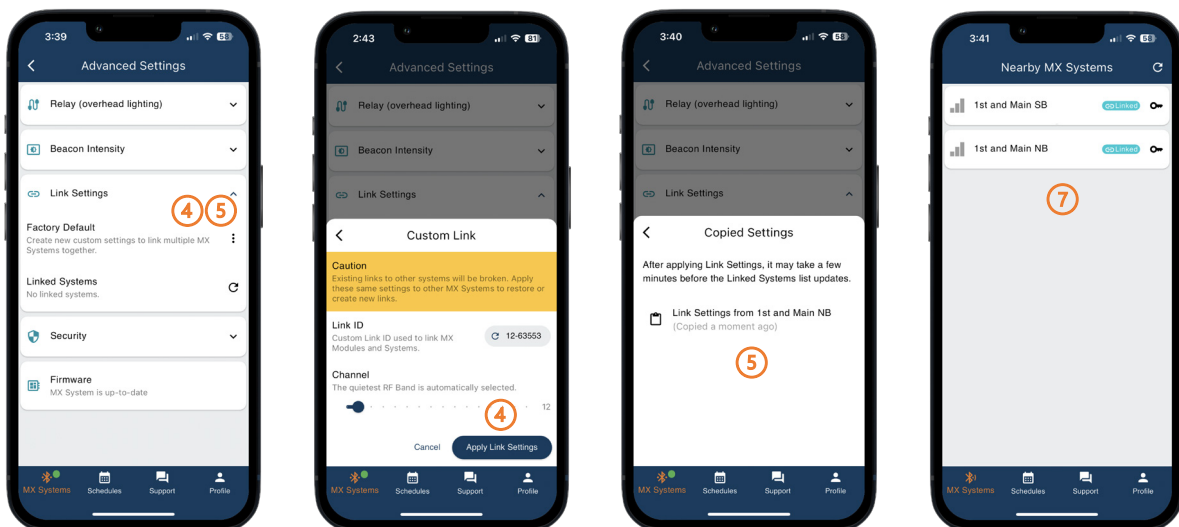 3:39
58
Advanced Settings
Relay (overhead lighting)
Beacon Intensity
Link Settings
4 5
Factory Default
Create new custom settings to link multiple MX
Systems together.
Linked Systems
No linked systems.
Security
Firmware
MX System is up-to-date
MX Systems Schedules Support Profile
2:43
81
Advanced Settings
Relay (overhead lighting)
Beacon Intensity
Link Settings
Custom Link
Caution
Existing links to other systems will be broken. Apply
these same settings to other MX Systems to restore or
create new links.
Link ID
Custom Link ID used to link MX
Modules and Systems.
12-63553
Channel
The quietest RF Band is automatically selected.
12
4
Cancel Apply Link Settings
MX Systems Schedules Support Profile
3:40
58
Advanced Settings
Relay (overhead lighting)
Beacon Intensity
Link Settings
Copied Settings
After applying Link Settings, it may take a few
minutes before the Linked Systems list updates.
Link Settings from 1st and Main NB
(Copied a moment ago)
5
MX Systems Schedules Support Profile
3:41
58
Nearby MX Systems
1st and Main SB Linked
1st and Main NB Linked
7
MX Systems Schedules Support Profile